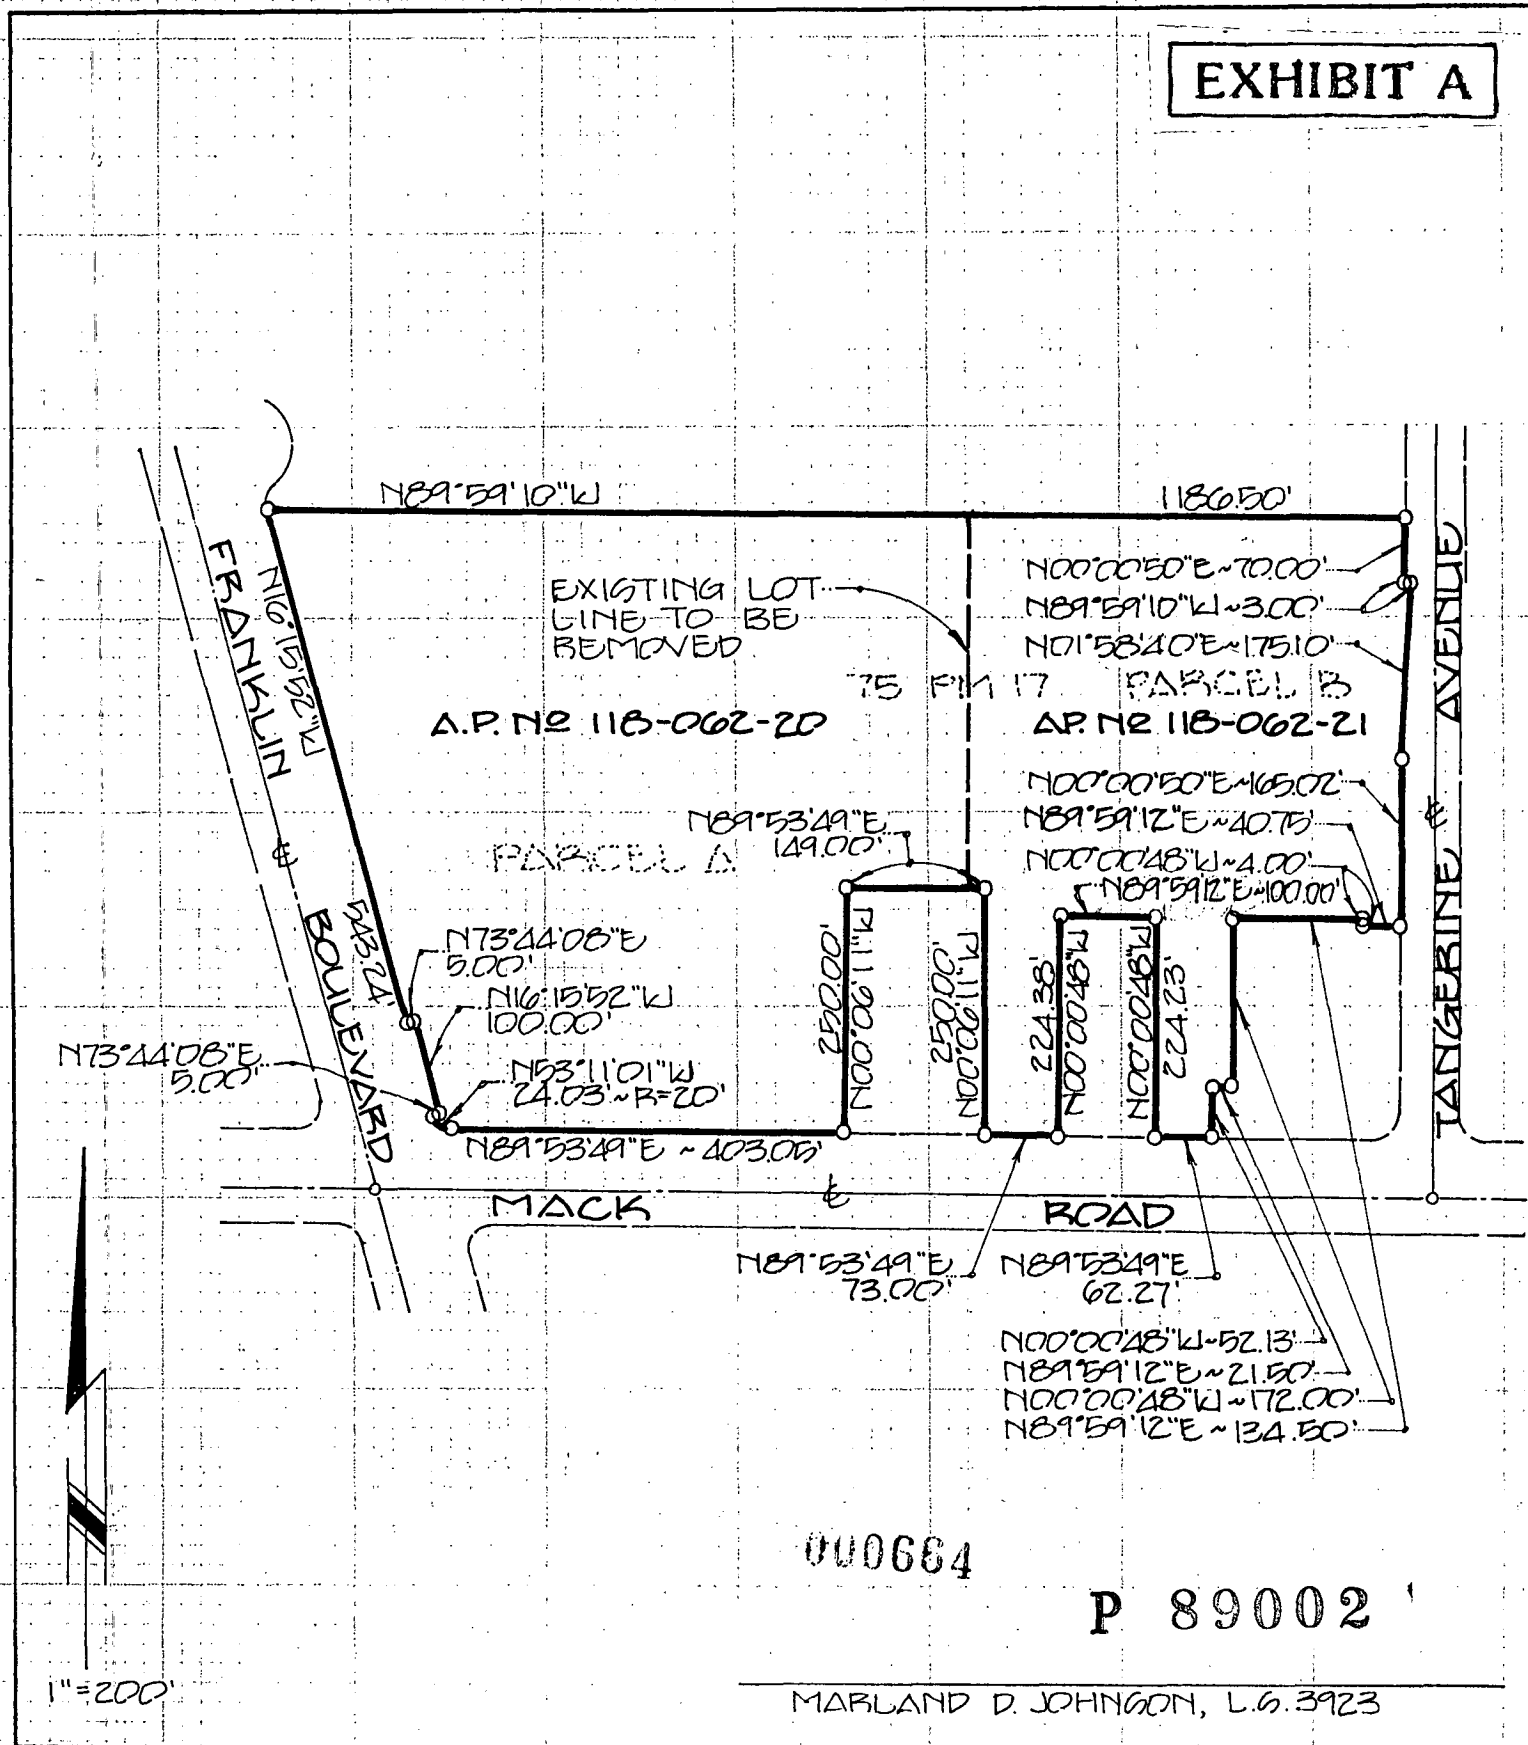 EXHIBIT A
N89°59'10"W
1186.50'
FRANKLIN
BOULEVARD
N16°15'52"W
543.24'
EXISTING LOT
LINE TO BE
REMOVED
N00°00'50"E~70.00'
N89°59'10"W~3.00'
N01°58'40"E~175.10'
75 PM 17
PARCEL B
A.P. No 118-062-20
A.P. No 118-062-21
TANGERINE AVENUE
N00°00'50"E~165.02'
N89°59'12"E~40.75'
N00°00'48"W~4.00'
N89°59'12"E~100.00'
N89°53'49"E
149.00'
PARCEL A
N73°44'08"E
5.00'
N16°15'52"W
100.00'
N73°44'08"E
5.00'
N53°11'01"W
24.03'~R=20'
250.00'
N00°06'11"W
250.00'
N00°06'11"W
224.38'
N00°00'48"W
N00°00'48"W
224.23'
N89°53'49"E ~403.05'
MACK ROAD
N89°53'49"E
73.00'
N89°53'49"E
62.27'
N00°00'48"W~52.13'
N89°59'12"E~21.50'
N00°00'48"W~172.00'
N89°59'12"E~134.50'
000664
P 89002
1"=200'
MARLAND D. JOHNSON, L.S. 3923